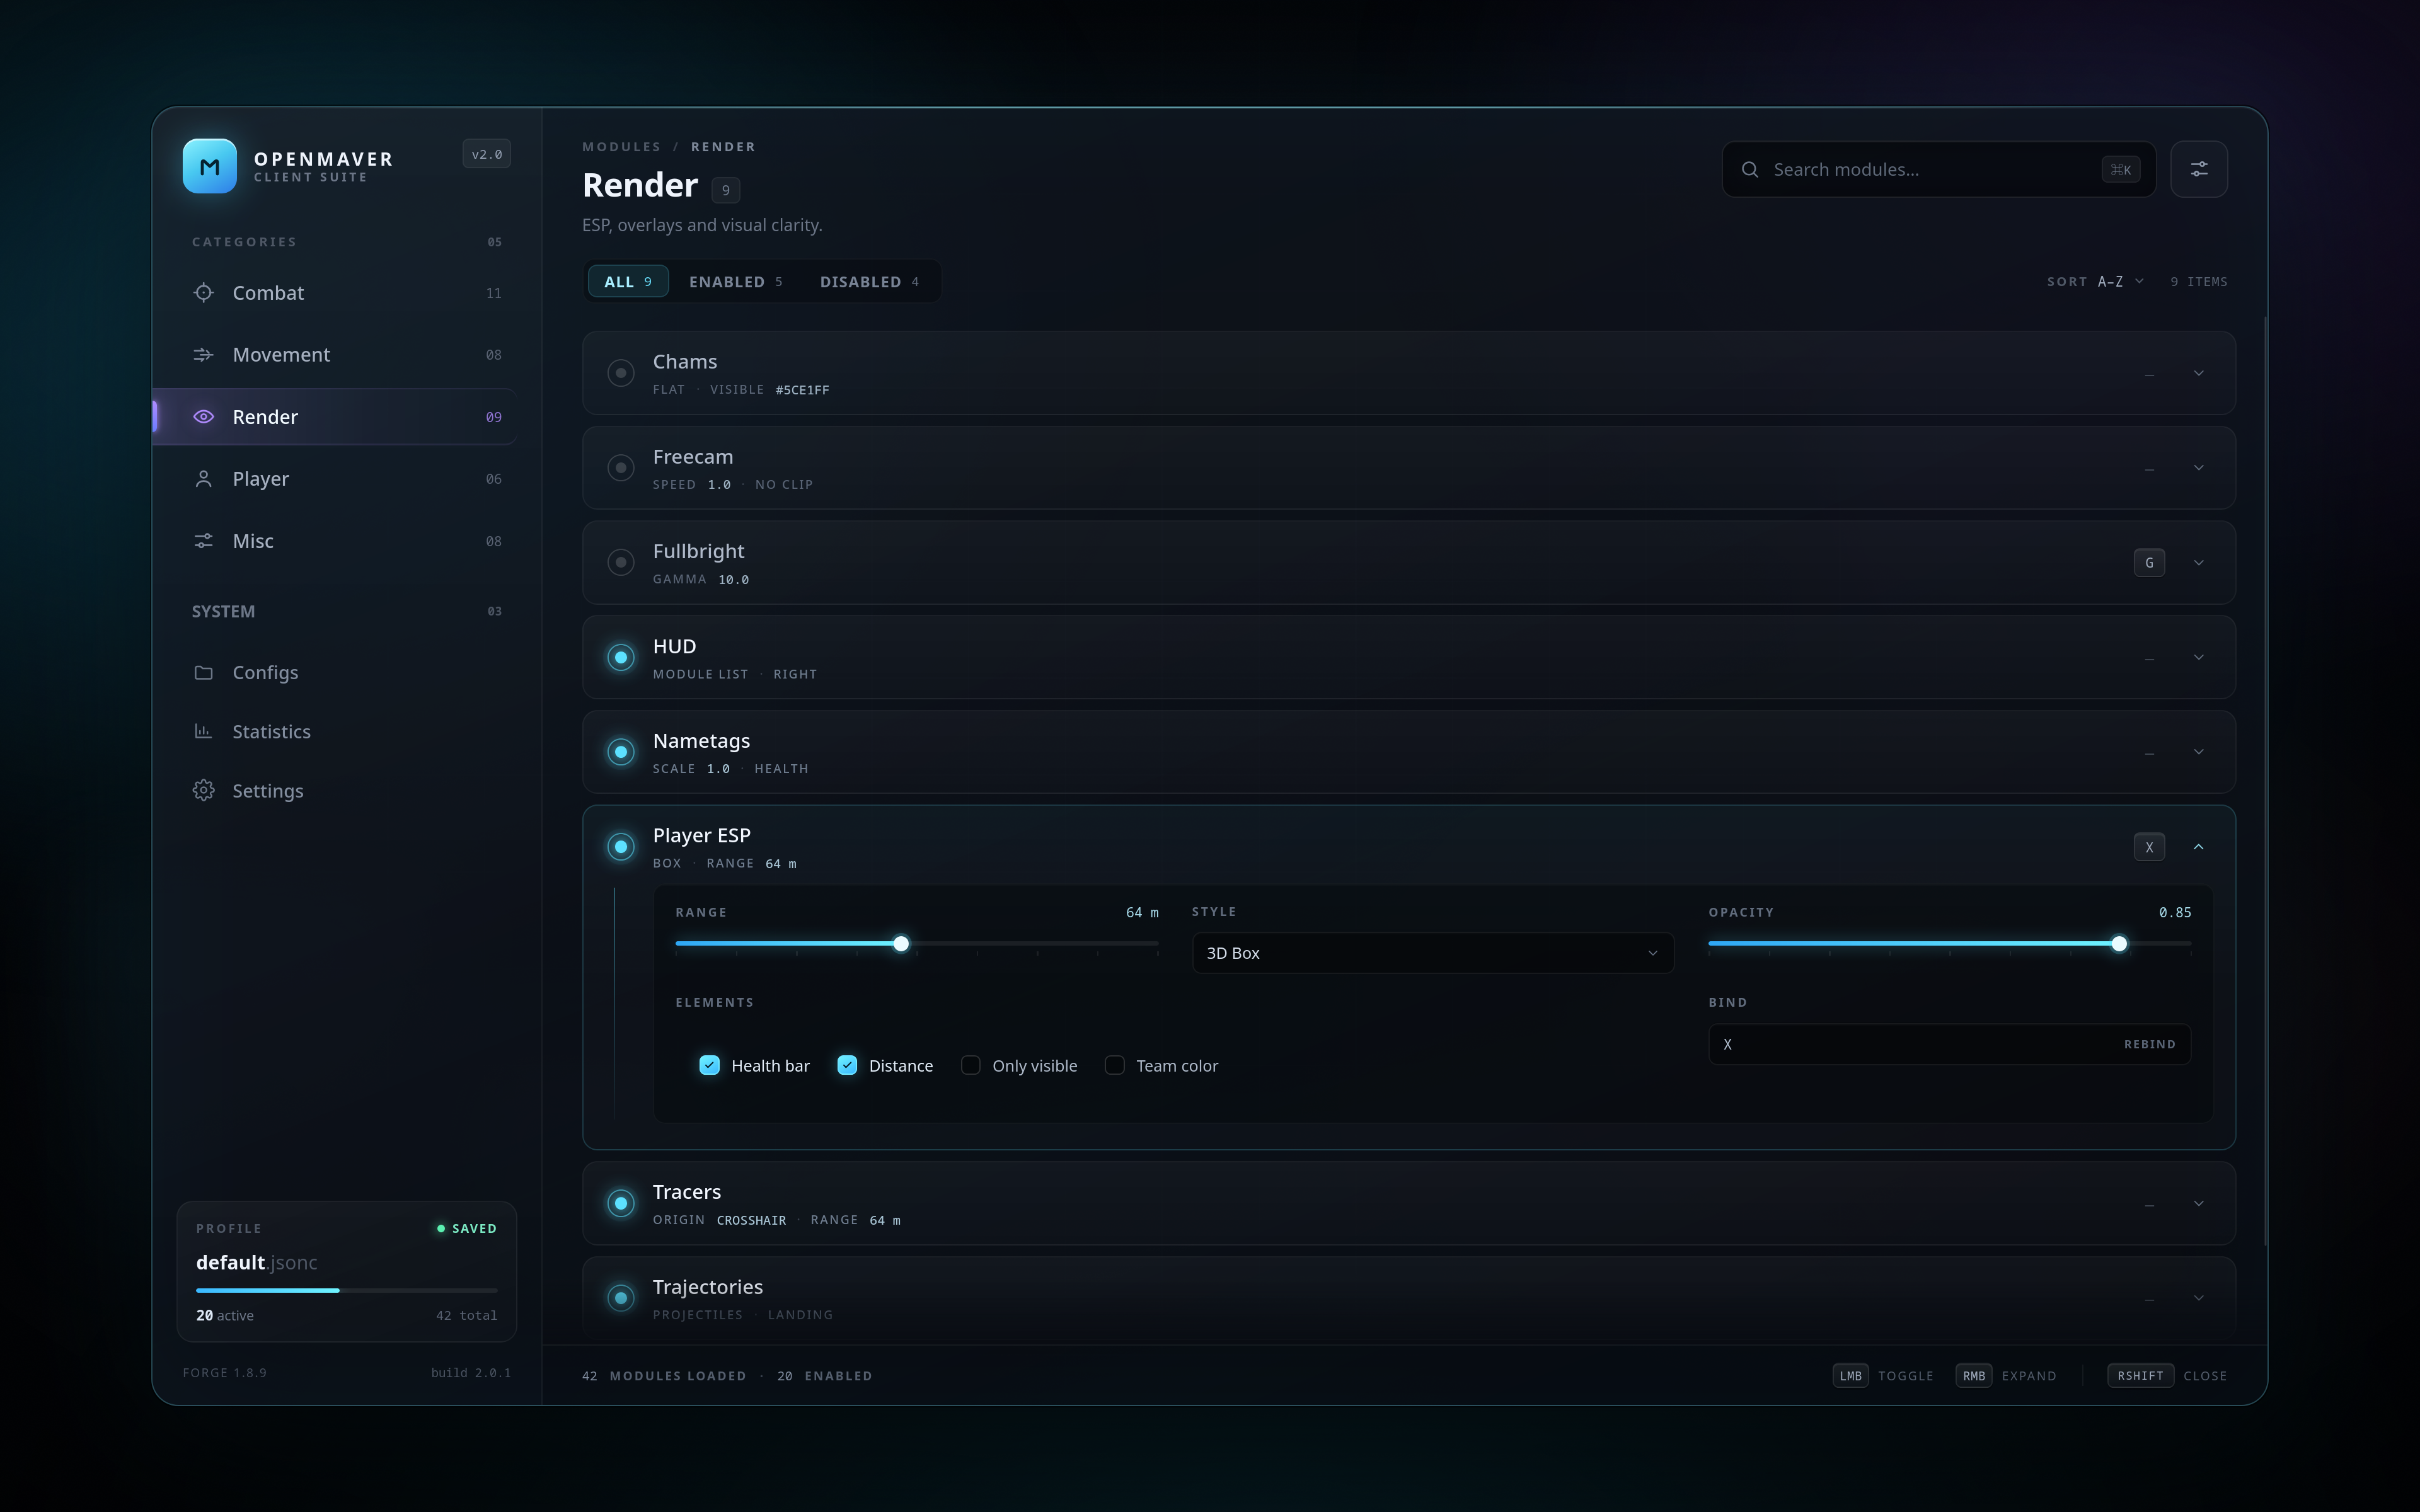 OPENMAVER
CLIENT SUITE
v2.0
CATEGORIES 05
Combat 11
Movement 08
Render 09
Player 06
Misc 08
SYSTEM 03
Configs
Statistics
Settings
PROFILE SAVED
default.jsonc
20 active 42 total
FORGE 1.8.9 build 2.0.1
MODULES / RENDER
Render 9
ESP, overlays and visual clarity.
Search modules... ⌘K
ALL 9 ENABLED 5 DISABLED 4
SORT A–Z 9 ITEMS
Chams
FLAT · VISIBLE #5CE1FF
—
Freecam
SPEED 1.0 · NO CLIP
—
Fullbright
GAMMA 10.0
G
HUD
MODULE LIST · RIGHT
—
Nametags
SCALE 1.0 · HEALTH
—
Player ESP
BOX · RANGE 64 m
X
RANGE 64 m
STYLE
3D Box
OPACITY 0.85
ELEMENTS
Health bar Distance Only visible Team color
BIND
X REBIND
Tracers
ORIGIN CROSSHAIR · RANGE 64 m
—
Trajectories
PROJECTILES · LANDING
—
42 MODULES LOADED · 20 ENABLED
LMB TOGGLE RMB EXPAND RSHIFT CLOSE